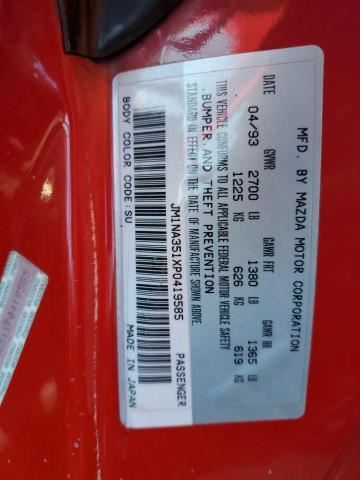 MFD. BY MAZDA MOTOR CORPORATION
DATE GVWR GAWR FRT GAWR RR
04/93 2700 LB 1380 LB 1365 LB
1225 KG 626 KG 619 KG
THIS VEHICLE CONFORMS TO ALL APPLICABLE FEDERAL MOTOR VEHICLE SAFETY
,BUMPER,AND THEFT PREVENTION
STANDARD IN EFFECT ON THE DATE OF MANUFACTURE SHOWN ABOVE.
JM1NA351XP0419585 PASSENGER
BODY COLOR CODE:SU MADE IN JAPAN